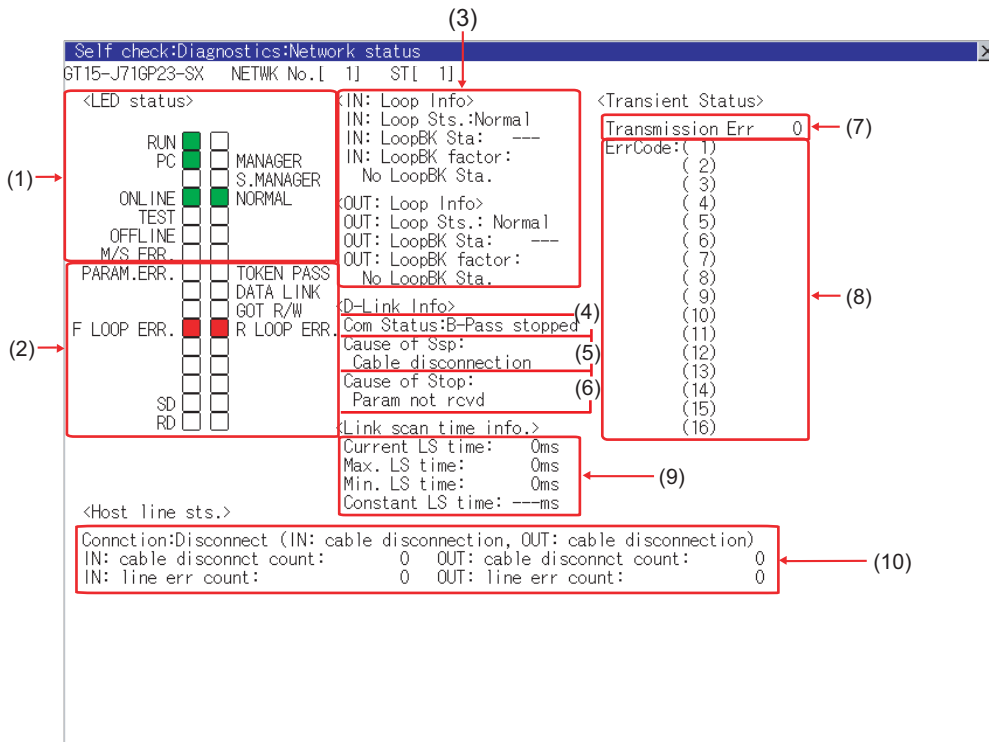 (3)
Self check:Diagnostics:Network status
GT15-J71GP23-SX NETWK No.[ 1] ST[ 1]
<LED status>
RUN
PC MANAGER
S.MANAGER
ONLINE NORMAL
TEST
OFFLINE
M/S ERR.
(1)
PARAM.ERR. TOKEN PASS
DATA LINK
GOT R/W
F LOOP ERR. R LOOP ERR.
SD
RD
(2)
<IN: Loop Info>
IN: Loop Sts.:Normal
IN: LoopBK Sta: ---
IN: LoopBK factor:
No LoopBK Sta.
<OUT: Loop Info>
OUT: Loop Sts.: Normal
OUT: LoopBK Sta: ---
OUT: LoopBK factor:
No LoopBK Sta.
<D-Link Info>
(4)
Com Status:B-Pass stopped
Cause of Ssp:
(5)
Cable disconnection
Cause of Stop:
(6)
Param not rcvd
<Link scan time info.>
Current LS time: 0ms
Max. LS time: 0ms
Min. LS time: 0ms
Constant LS time: ---ms
(9)
<Transient Status>
Transmission Err 0
(7)
ErrCode:( 1)
( 2)
( 3)
( 4)
( 5)
( 6)
( 7)
( 8)
( 9)
(10)
(11)
(12)
(13)
(14)
(15)
(16)
(8)
<Host line sts.>
Connction:Disconnect (IN: cable disconnection, OUT: cable disconnection)
IN: cable disconnct count: 0 OUT: cable disconnct count: 0
IN: line err count: 0 OUT: line err count: 0
(10)